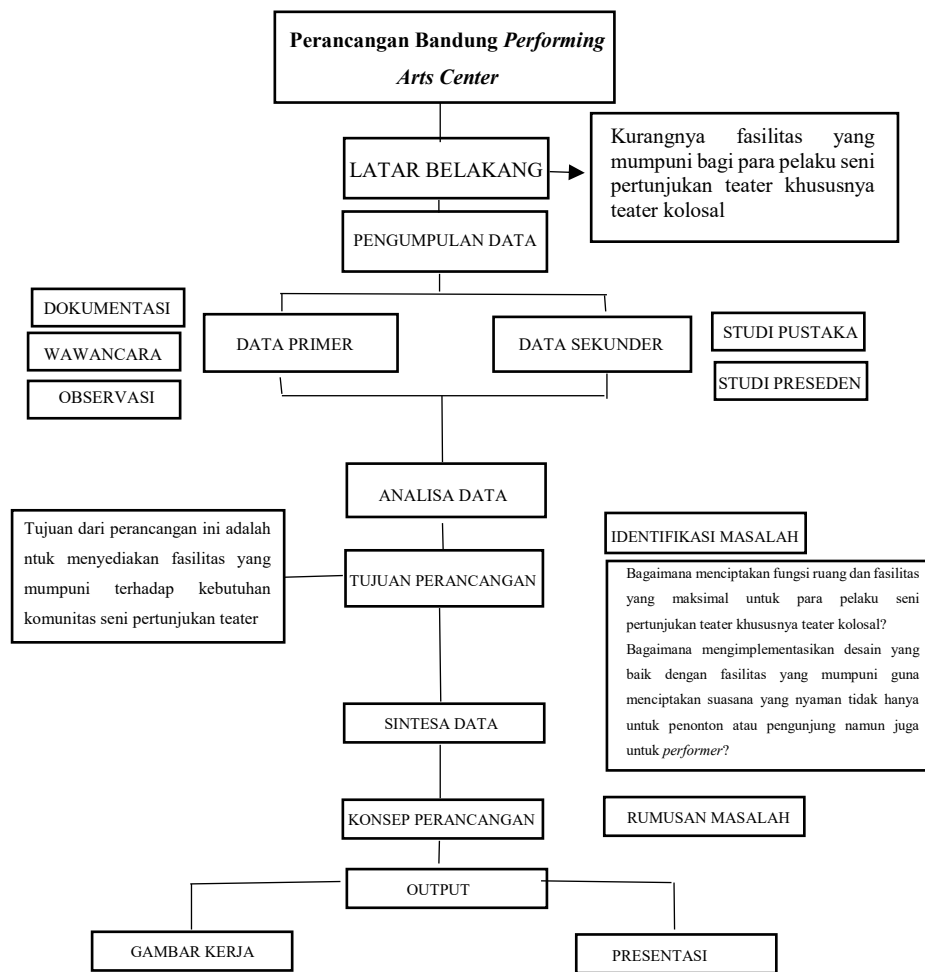 Perancangan Bandung Performing
Arts Center
LATAR BELAKANG
Kurangnya fasilitas yang
mumpuni bagi para pelaku seni
pertunjukan teater khususnya
teater kolosal
PENGUMPULAN DATA
DOKUMENTASI
WAWANCARA
OBSERVASI
DATA PRIMER
DATA SEKUNDER
STUDI PUSTAKA
STUDI PRESEDEN
ANALISA DATA
Tujuan dari perancangan ini adalah
ntuk menyediakan fasilitas yang
mumpuni terhadap kebutuhan
komunitas seni pertunjukan teater
TUJUAN PERANCANGAN
IDENTIFIKASI MASALAH
Bagaimana menciptakan fungsi ruang dan fasilitas
yang maksimal untuk para pelaku seni
pertunjukan teater khususnya teater kolosal?
Bagaimana mengimplementasikan desain yang
baik dengan fasilitas yang mumpuni guna
menciptakan suasana yang nyaman tidak hanya
untuk penonton atau pengunjung namun juga
untuk performer?
SINTESA DATA
KONSEP PERANCANGAN
RUMUSAN MASALAH
OUTPUT
GAMBAR KERJA
PRESENTASI